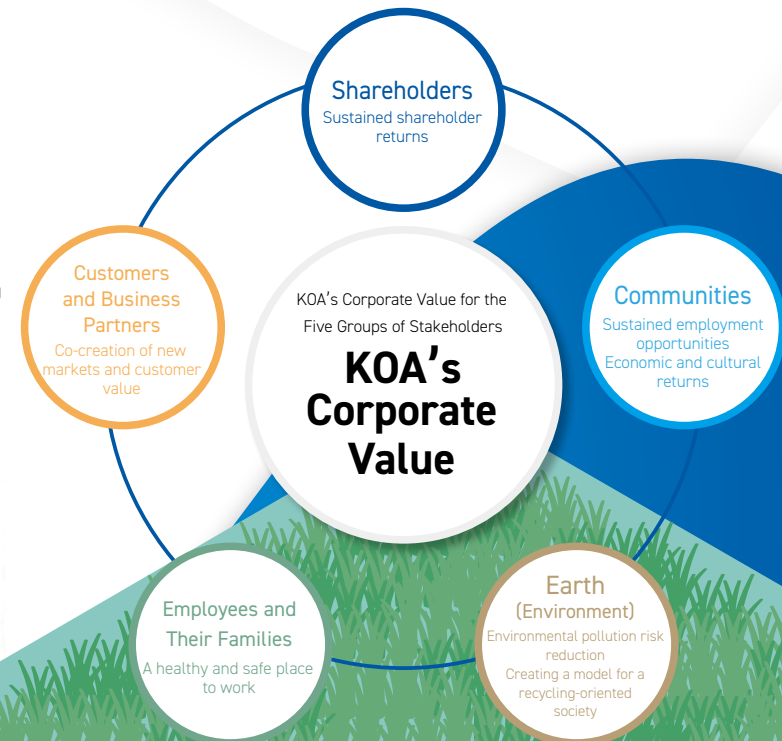 Shareholders
Sustained shareholder
returns
Customers
and Business
Partners
Co-creation of new
markets and customer
value
KOA's Corporate Value for the
Five Groups of Stakeholders
KOA's
Corporate
Value
Communities
Sustained employment
opportunities
Economic and cultural
returns
Employees and
Their Families
A healthy and safe place
to work
Earth
(Environment)
Environmental pollution risk
reduction
Creating a model for a
recycling-oriented
society